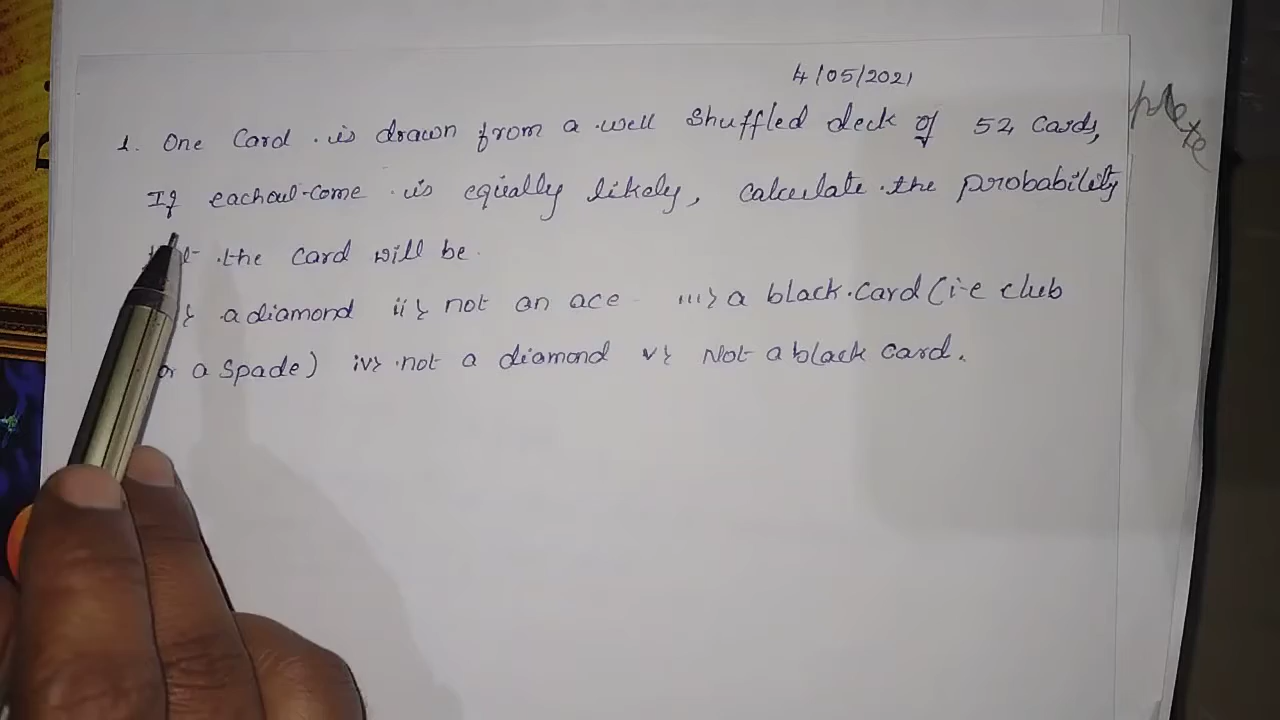 4/05/2021
1. One Card is drawn from a well Shuffled deck of 52 Cards,
If eachout-come is equally likely, calculate the probability
the card will be.
a diamond ii} not an ace iii} a black card (i-e club
or a Spade) iv} not a diamond v} Not a black card.